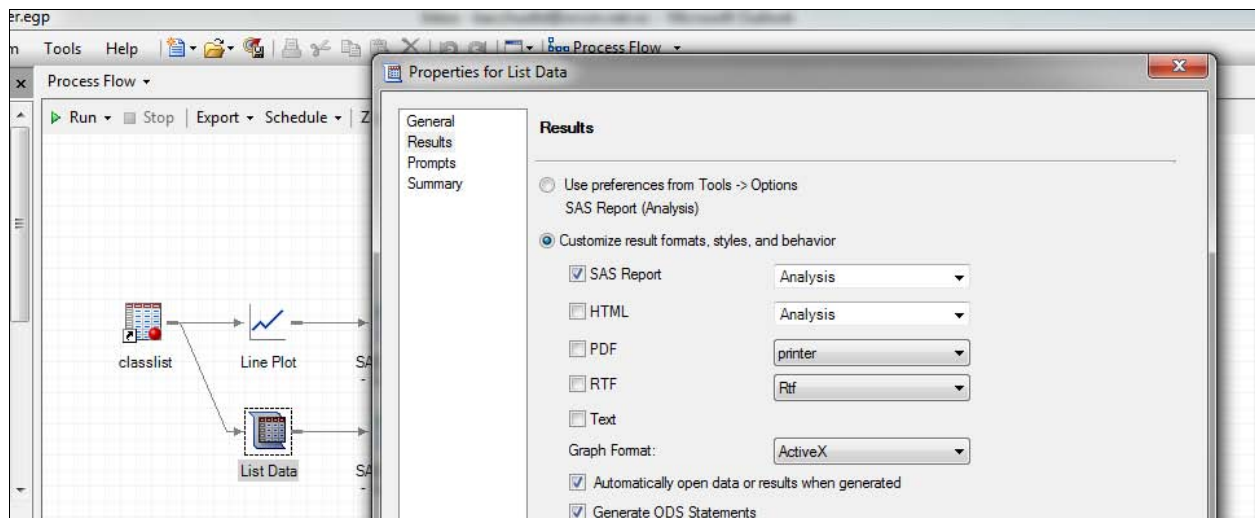 er.egp
m Tools Help Process Flow
Process Flow
Run Stop Export Schedule Z
classlist
Line Plot
SA
-
List Data
SA
-
Properties for List Data
General
Results
Prompts
Summary
Results
Use preferences from Tools -> Options
SAS Report (Analysis)
Customize result formats, styles, and behavior
SAS Report Analysis
HTML Analysis
PDF printer
RTF Rtf
Text
Graph Format: ActiveX
Automatically open data or results when generated
Generate ODS Statements